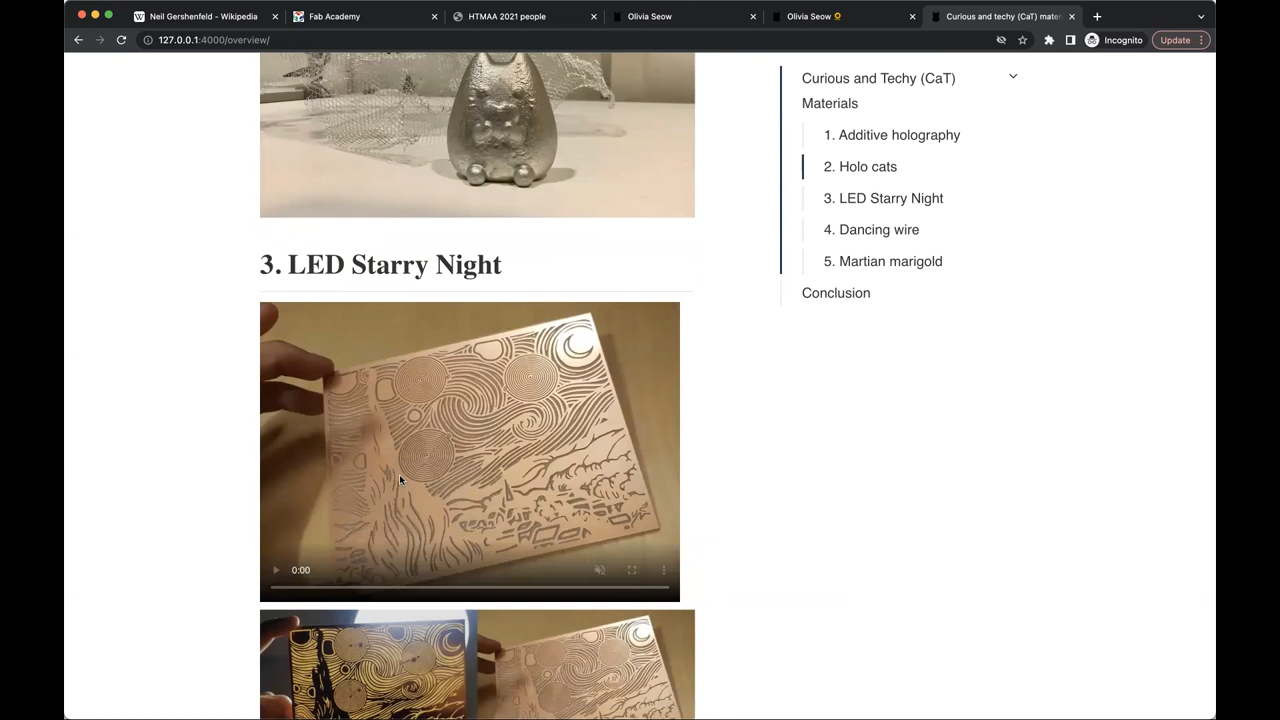 Neil Gershenfeld - Wikipedia
Fab Academy
HTMAA 2021 people
Olivia Seow
Olivia Seow
Curious and techy (CaT) mater
127.0.0.1:4000/overview/
Incognito
Update
3. LED Starry Night
0:00
Curious and Techy (CaT)
Materials
1. Additive holography
2. Holo cats
3. LED Starry Night
4. Dancing wire
5. Martian marigold
Conclusion